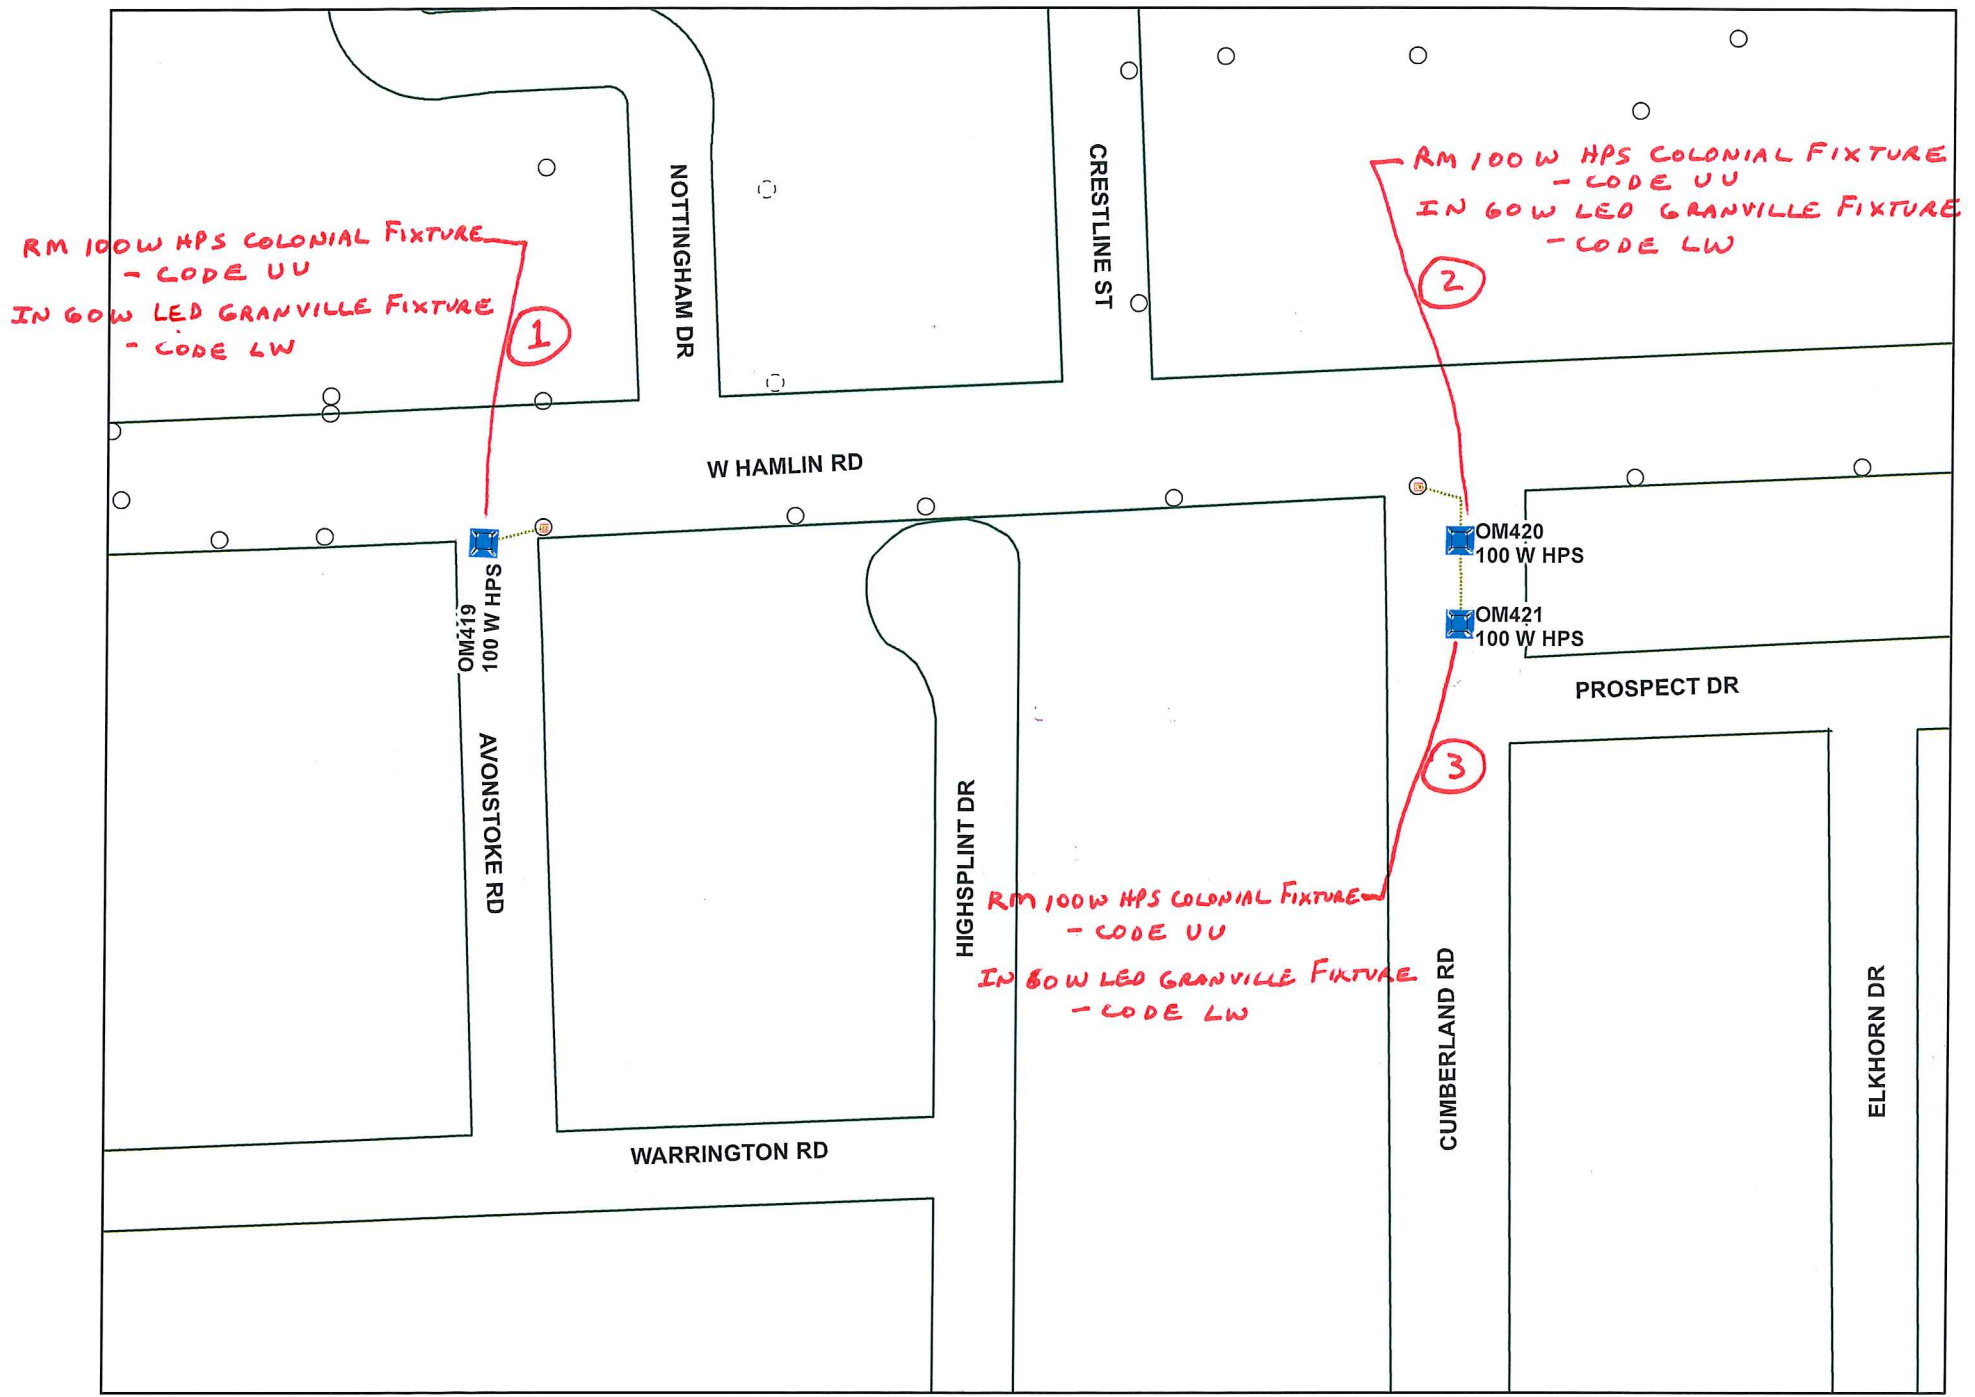 RM 100W HPS COLONIAL FIXTURE
- CODE UU
IN 60W LED GRANVILLE FIXTURE
- CODE LW
1
NOTTINGHAM DR
CRESTLINE ST
RM 100W HPS COLONIAL FIXTURE
- CODE UU
IN 60W LED GRANVILLE FIXTURE
- CODE LW
2
W HAMLIN RD
OM419
100 W HPS
OM420
100 W HPS
OM421
100 W HPS
PROSPECT DR
AVONSTOKE RD
HIGHSPLINT DR
3
RM 100W HPS COLONIAL FIXTURE
- CODE UU
IN 60W LED GRANVILLE FIXTURE
- CODE LW
CUMBERLAND RD
ELKHORN DR
WARRINGTON RD